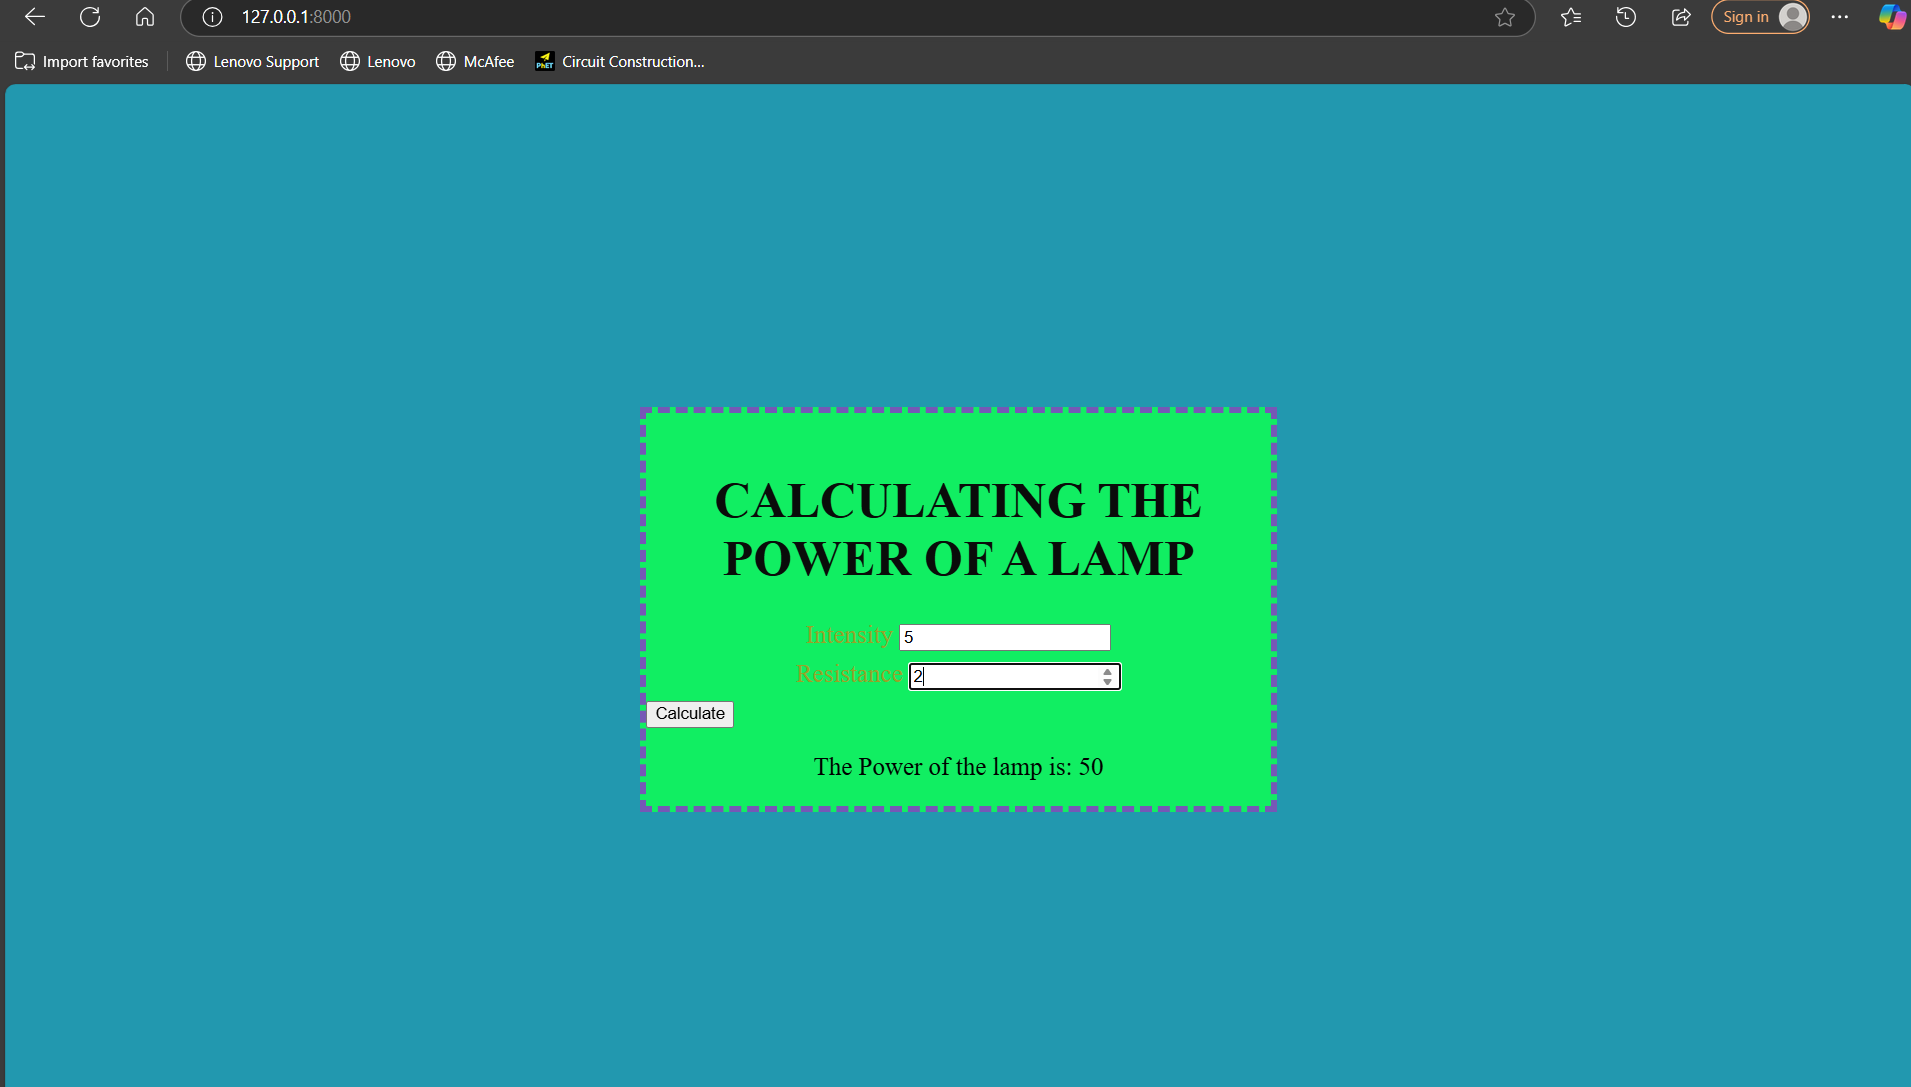 127.0.0.1:8000
Sign in
Import favorites
Lenovo Support
Lenovo
McAfee
PhET
Circuit Construction...
CALCULATING THE
POWER OF A LAMP
Intensity 5
Resistance 2
Calculate
The Power of the lamp is: 50